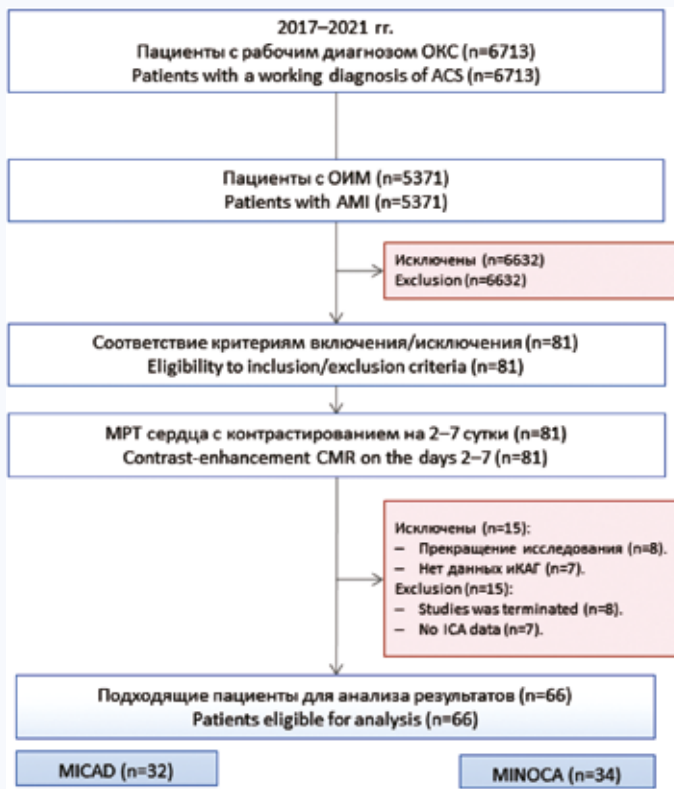 2017–2021 гг.
Пациенты с рабочим диагнозом ОКС (n=6713)
Patients with a working diagnosis of ACS (n=6713)
Пациенты с ОИМ (n=5371)
Patients with AMI (n=5371)
Исключены (n=6632)
Exclusion (n=6632)
Соответствие критериям включения/исключения (n=81)
Eligibility to inclusion/exclusion criteria (n=81)
МРТ сердца с контрастированием на 2–7 сутки (n=81)
Contrast-enhancement CMR on the days 2–7 (n=81)
Исключены (n=15):
– Прекращение исследования (n=8).
– Нет данных иКАГ (n=7).
Exclusion (n=15):
– Studies was terminated (n=8).
– No ICA data (n=7).
Подходящие пациенты для анализа результатов (n=66)
Patients eligible for analysis (n=66)
MICAD (n=32)
MINOCA (n=34)